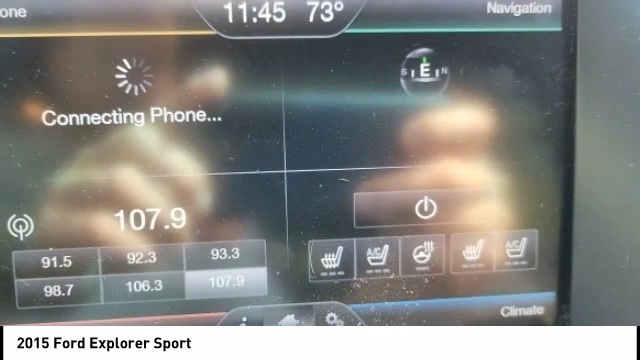 one
11:45 73°
Navigation
S E N
Connecting Phone...
107.9
91.5 92.3 93.3
98.7 106.3 107.9
A/C
A/C
Climate
2015 Ford Explorer Sport